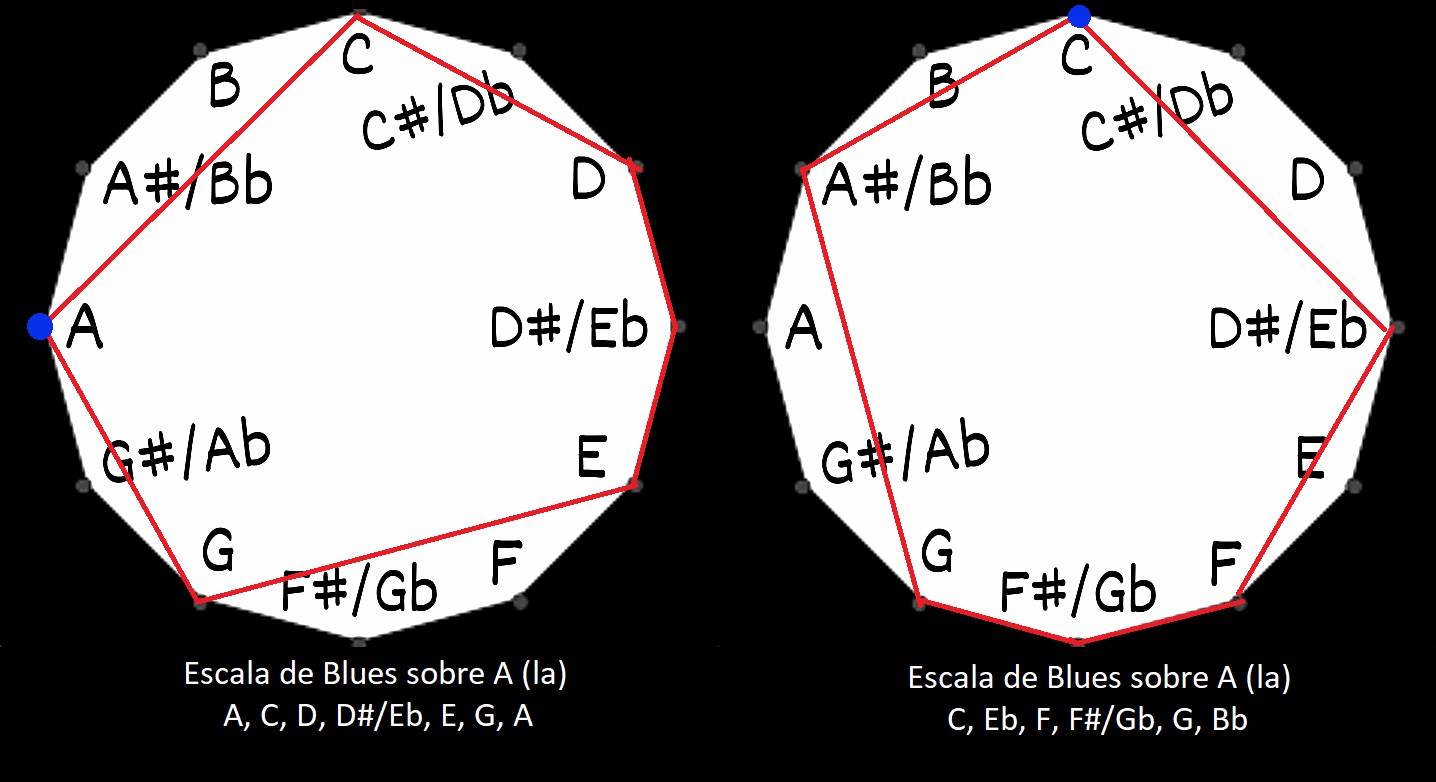 C
B
C#/Db
A#/Bb
D
A
D#/Eb
G#/Ab
E
G
F
F#/Gb
Escala de Blues sobre A (la)
A, C, D, D#/Eb, E, G, A
C
B
C#/Db
A#/Bb
D
A
D#/Eb
G#/Ab
E
G
F
F#/Gb
Escala de Blues sobre A (la)
C, Eb, F, F#/Gb, G, Bb